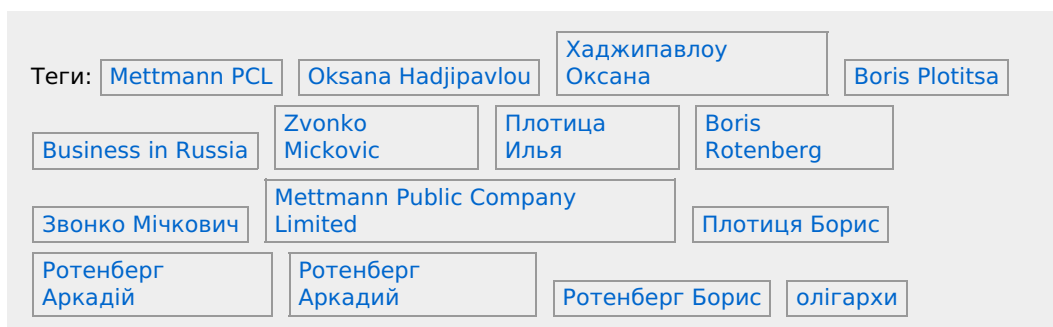 Теги: Mettmann PCL Oksana Hadjipavlou Хаджипавлоу
Оксана Boris Plotitsa
Business in Russia Zvonko
Mickovic Плотица
Илья Boris
Rotenberg
Звонко Мічкович Mettmann Public Company
Limited Плотиця Борис
Ротенберг
Аркадій Ротенберг
Аркадий Ротенберг Борис олігархи